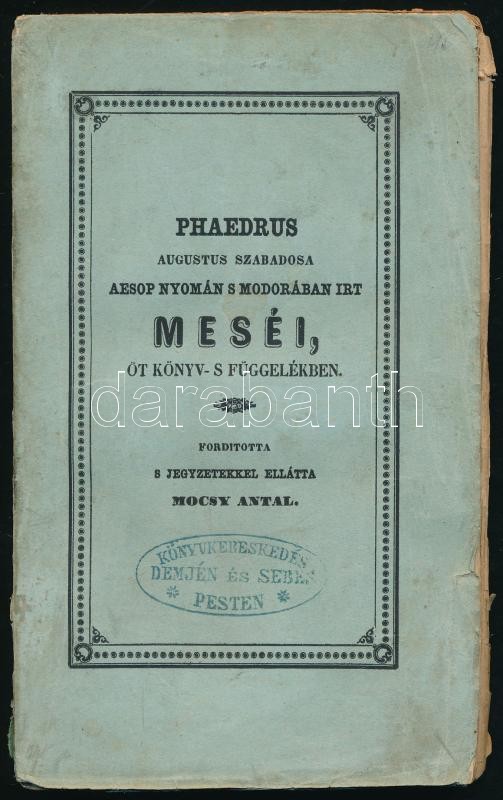 PHAEDRUS
AUGUSTUS SZABADOSA
AESOP NYOMÁN S MODORÁBAN IRT
MESÉI,
ÖT KÖNYV- S FÜGGELÉKBEN.
darabanth
FORDITOTTA
S JEGYZETEKKEL ELLÁTTA
MOCSY ANTAL.
KÖNYVKERESKEDÉS
DEMJÉN ÉS SEBES
* PESTEN *